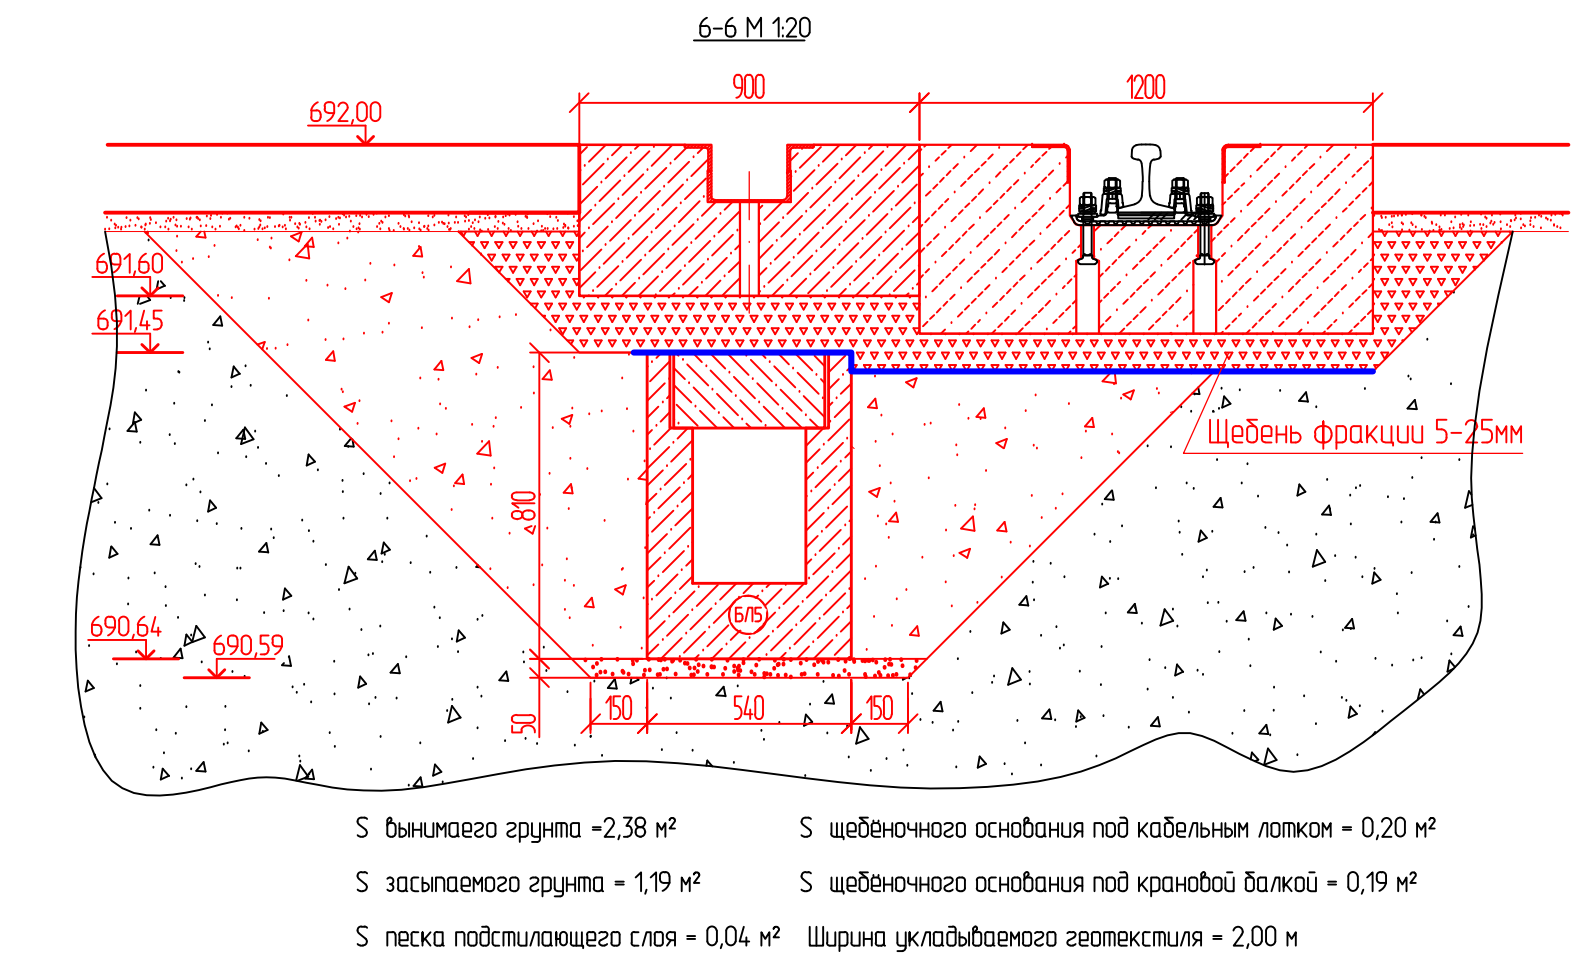 6-6 М 1:20
900
1200
692,00
691,60
691,45
Щебень фракции 5-25мм
810
БЛ5
690,64
690,59
150
540
150
50
S вынимаего грунта =2,38 м²
S щебёночного основания под кабельным лотком = 0,20 м²
S засыпаемого грунта = 1,19 м²
S щебёночного основания под крановой балкой = 0,19 м²
S песка подстилающего слоя = 0,04 м²
Ширина укладываемого геотекстиля = 2,00 м